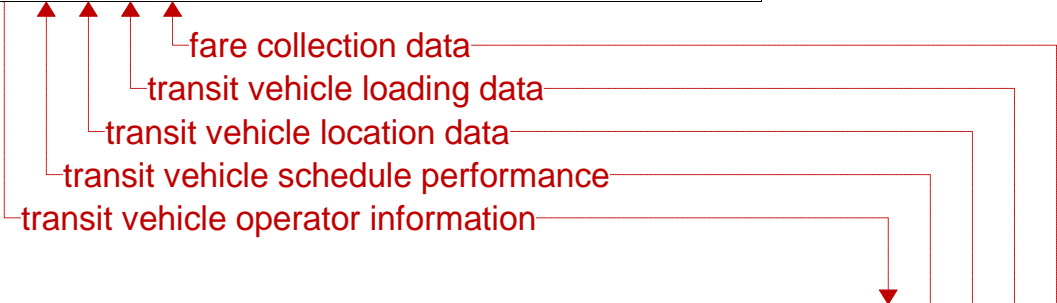 fare collection data
transit vehicle loading data
transit vehicle location data
transit vehicle schedule performance
transit vehicle operator information